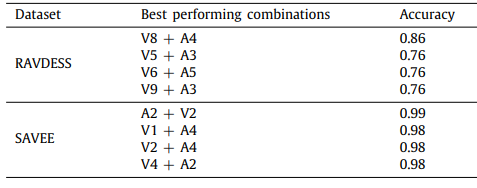 Dataset Best performing combinations Accuracy
RAVDESS
V8 + A4 0.86
V5 + A3 0.76
V6 + A5 0.76
V9 + A3 0.76
SAVEE
A2 + V2 0.99
V1 + A4 0.98
V2 + A4 0.98
V4 + A2 0.98